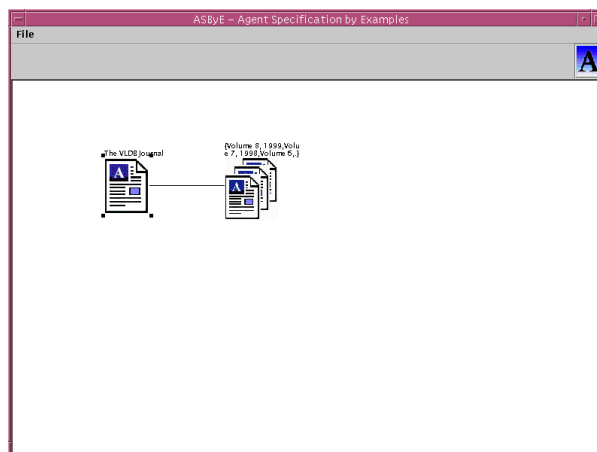 ASByE – Agent Specification by Examples
File
A
The VLDB Journal
{Volume 8, 1999,Volu
e 7, 1998,Volume 6,.}
A
A